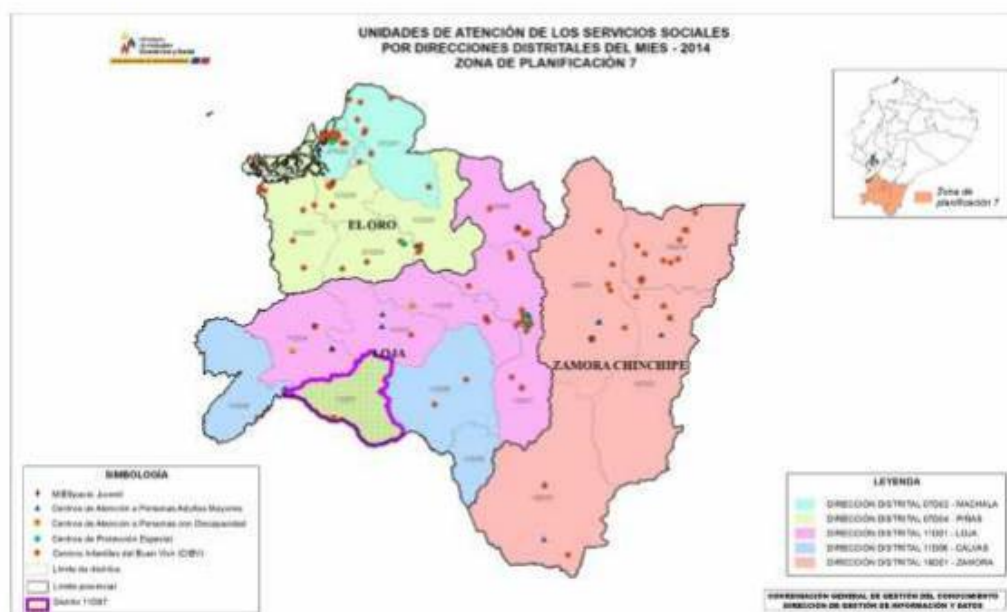 UNIDADES DE ATENCIÓN DE LOS SERVICIOS SOCIALES
POR DIRECCIONES DISTRITALES DEL MIES - 2014
ZONA DE PLANIFICACIÓN 7
Zona de
planificación 7
EL ORO
LOJA
ZAMORA CHINCHIPE
SIMBOLOGÍA
MIESpacio Juvenil
Centros de Atención a Personas Adultas Mayores
Centros de Atención a Personas con Discapacidad
Centros de Protección Especial
Centros Infantiles del Buen Vivir (CIBV)
Límite de distritos
Límite provincial
Distrito 11D07
LEYENDA
DIRECCIÓN DISTRITAL 07D02 - MACHALA
DIRECCIÓN DISTRITAL 07D04 - PIÑAS
DIRECCIÓN DISTRITAL 11D01 - LOJA
DIRECCIÓN DISTRITAL 11D06 - CALVAS
DIRECCIÓN DISTRITAL 19D01 - ZAMORA
COORDINACIÓN GENERAL DE GESTIÓN DEL CONOCIMIENTO
DIRECCIÓN DE GESTIÓN DE INFORMACIÓN Y DATOS